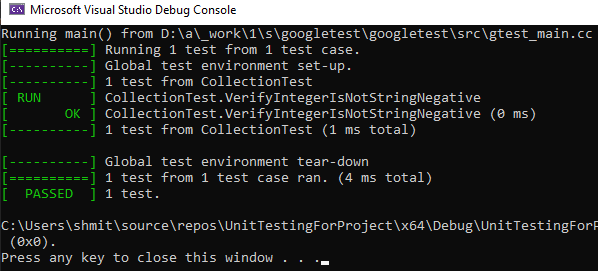 Microsoft Visual Studio Debug Console
Running main() from D:\a\_work\1\s\googletest\googletest\src\gtest_main.cc
[==========] Running 1 test from 1 test case.
[----------] Global test environment set-up.
[----------] 1 test from CollectionTest
[ RUN      ] CollectionTest.VerifyIntegerIsNotStringNegative
[       OK ] CollectionTest.VerifyIntegerIsNotStringNegative (0 ms)
[----------] 1 test from CollectionTest (1 ms total)
[----------] Global test environment tear-down
[==========] 1 test from 1 test case ran. (4 ms total)
[  PASSED  ] 1 test.
C:\Users\shmit\source\repos\UnitTestingForProject\x64\Debug\UnitTestingForP
(0x0).
Press any key to close this window . . .